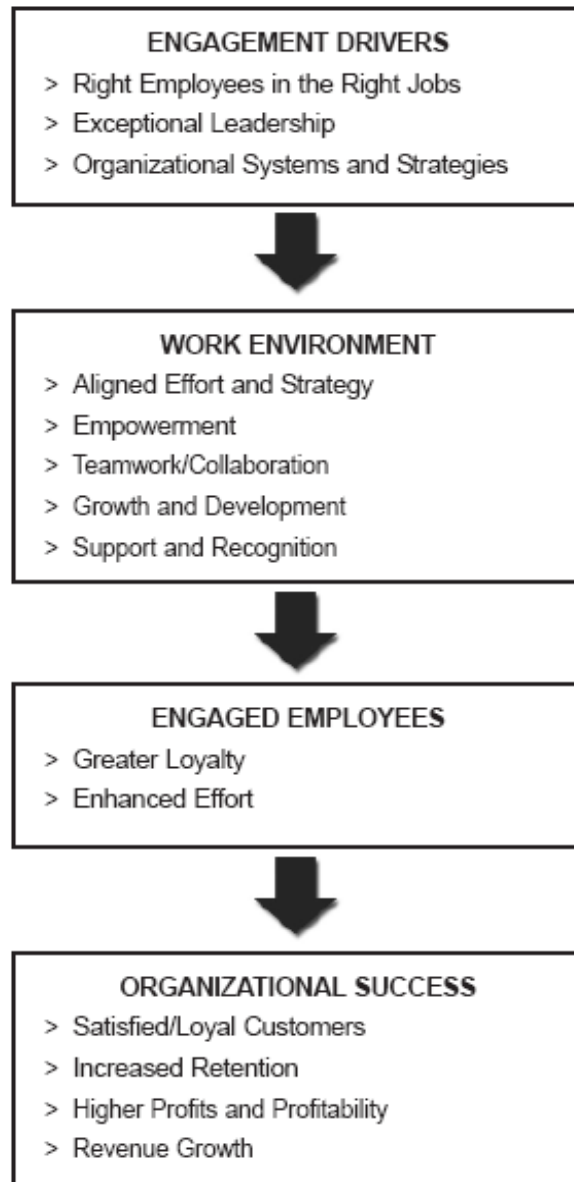 ENGAGEMENT DRIVERS
> Right Employees in the Right Jobs
> Exceptional Leadership
> Organizational Systems and Strategies
WORK ENVIRONMENT
> Aligned Effort and Strategy
> Empowerment
> Teamwork/Collaboration
> Growth and Development
> Support and Recognition
ENGAGED EMPLOYEES
> Greater Loyalty
> Enhanced Effort
ORGANIZATIONAL SUCCESS
> Satisfied/Loyal Customers
> Increased Retention
> Higher Profits and Profitability
> Revenue Growth